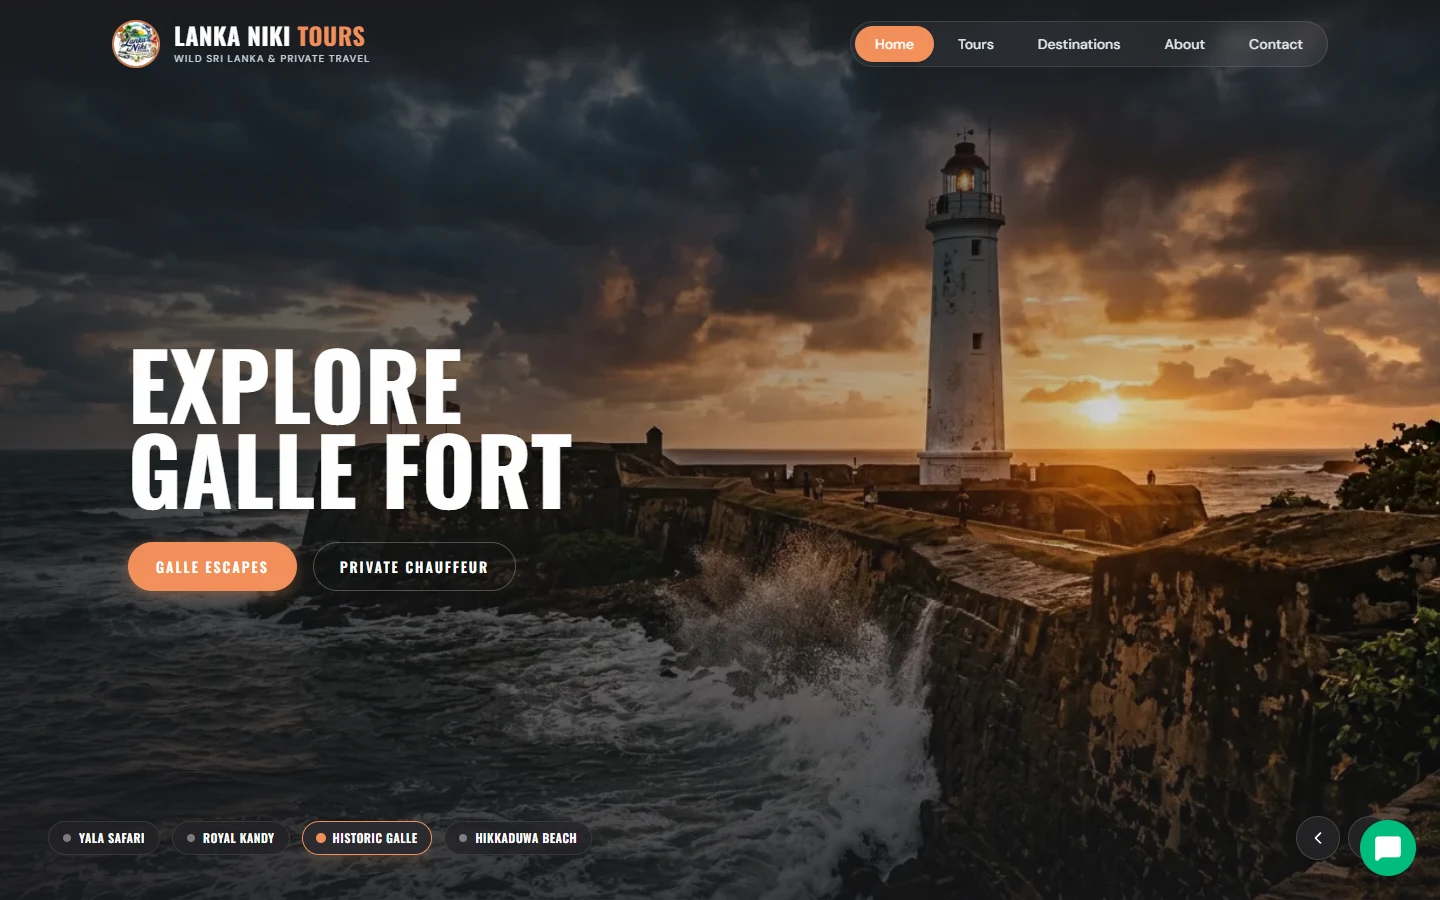 LANKA NIKI TOURS
WILD SRI LANKA & PRIVATE TRAVEL
Home
Tours
Destinations
About
Contact
EXPLORE
GALLE FORT
GALLE ESCAPES
PRIVATE CHAUFFEUR
YALA SAFARI
ROYAL KANDY
HISTORIC GALLE
HIKKADUWA BEACH